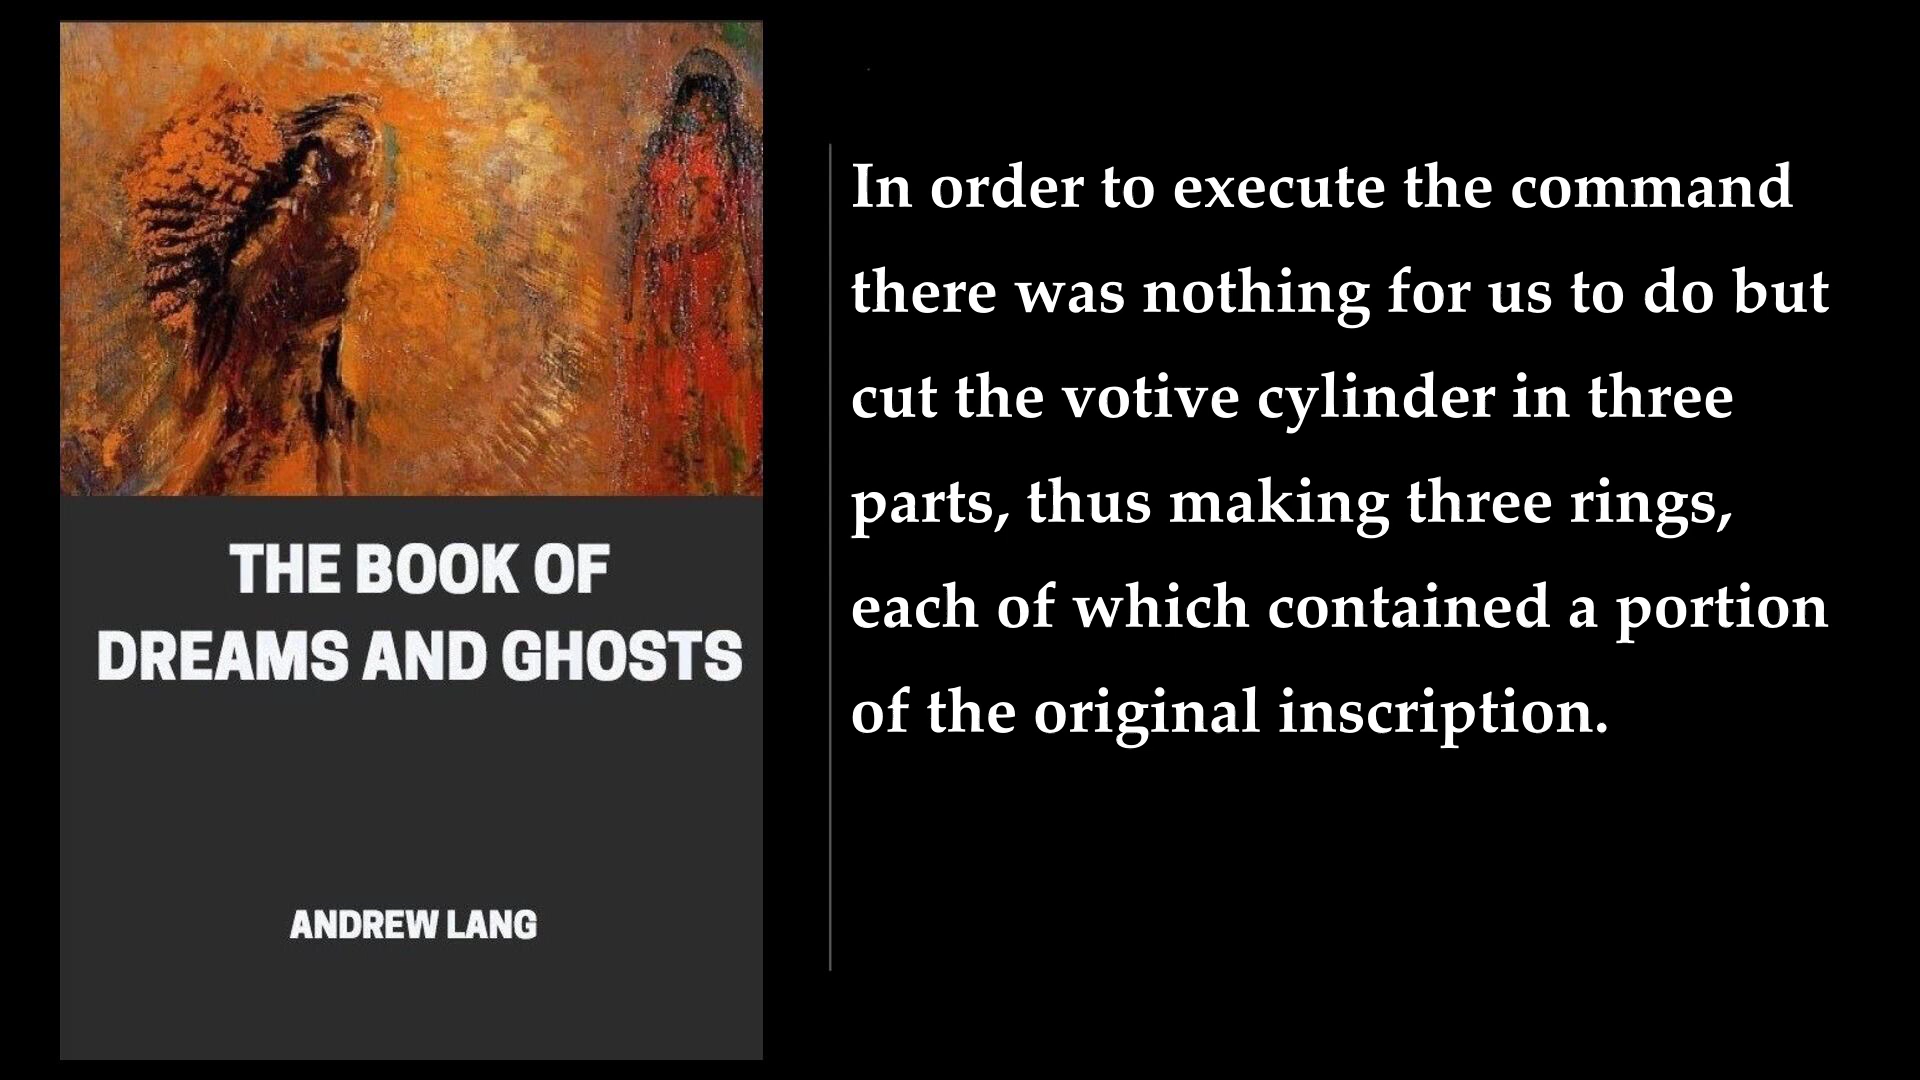 THE BOOK OF
DREAMS AND GHOSTS
ANDREW LANG
In order to execute the command
there was nothing for us to do but
cut the votive cylinder in three
parts, thus making three rings,
each of which contained a portion
of the original inscription.